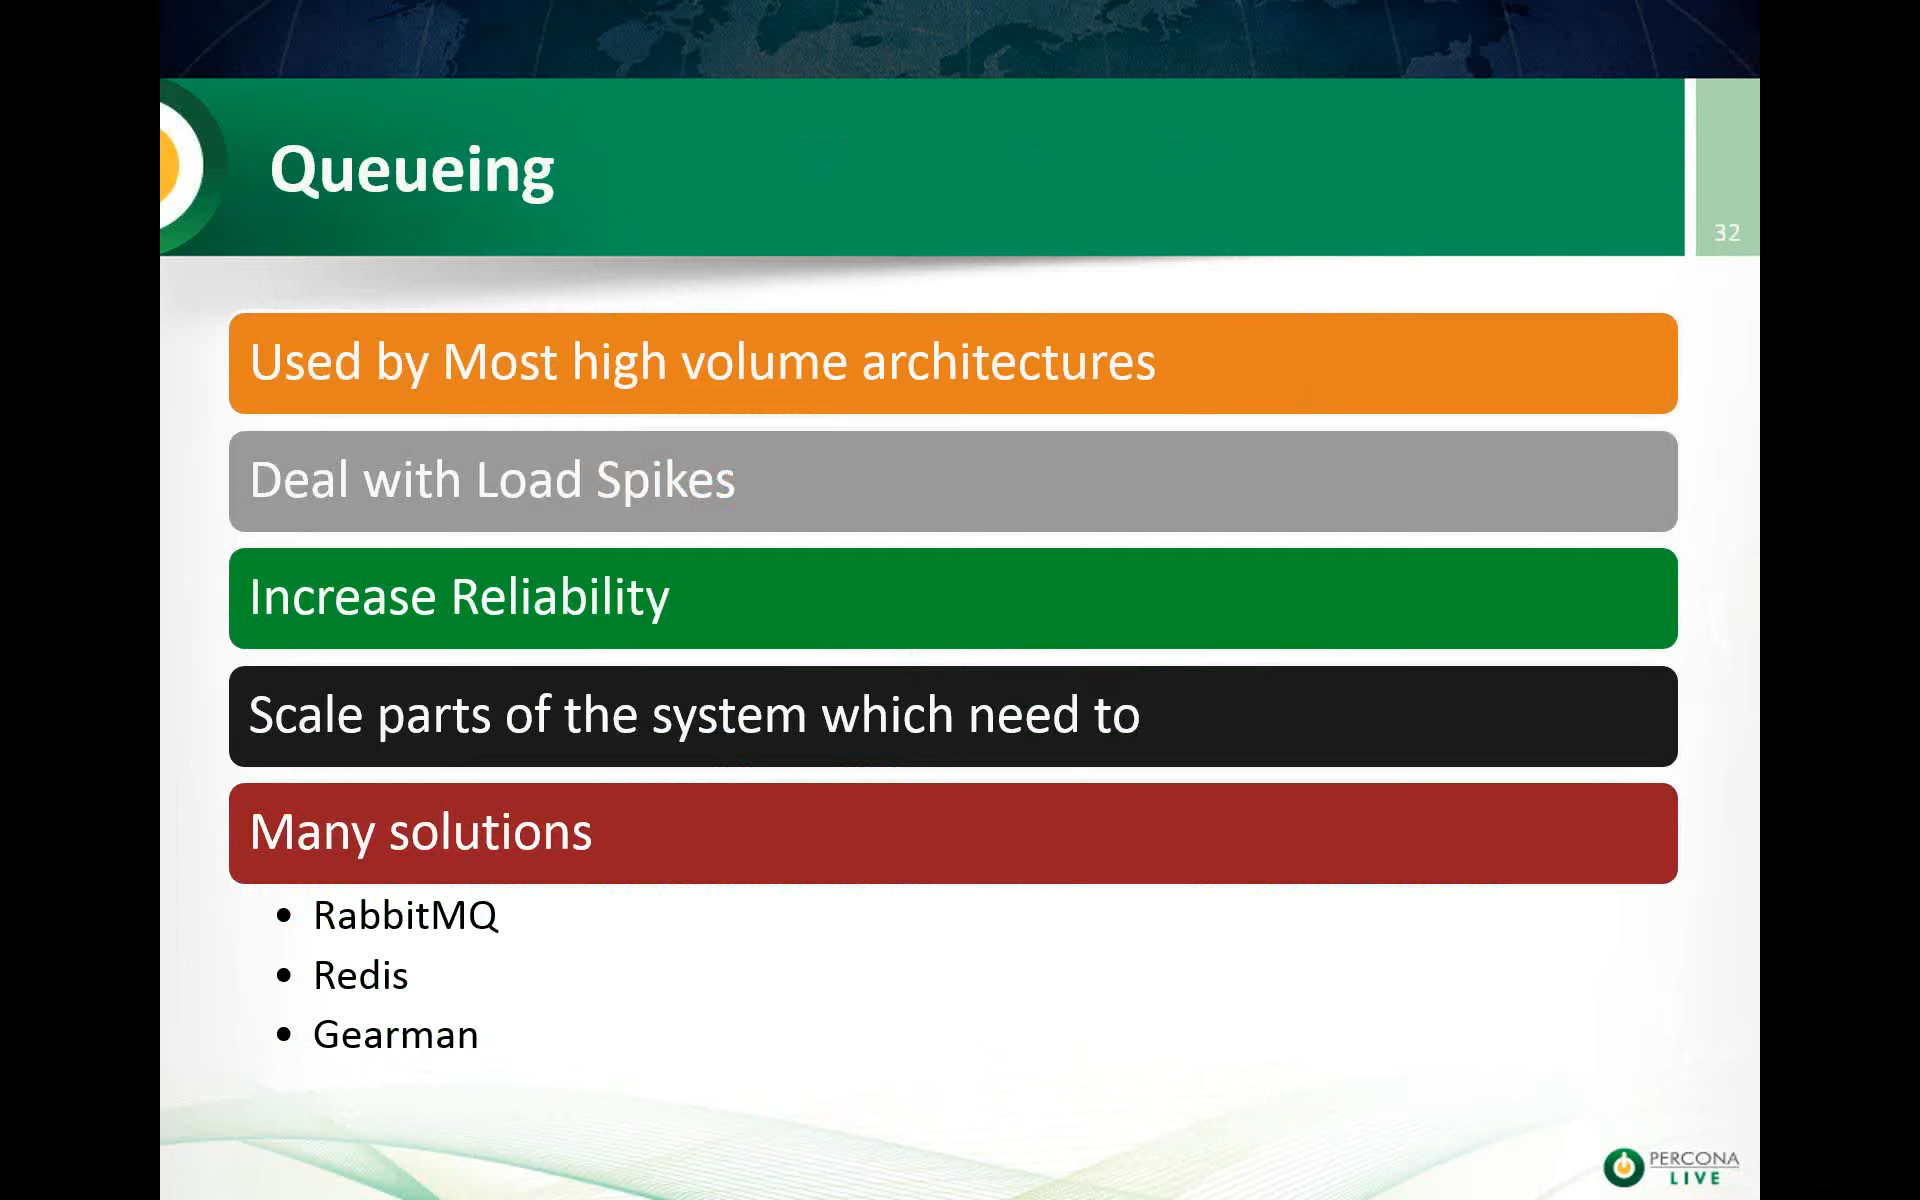 Queueing
32
Used by Most high volume architectures
Deal with Load Spikes
Increase Reliability
Scale parts of the system which need to
Many solutions
• RabbitMQ
• Redis
• Gearman
PERCONA
LIVE